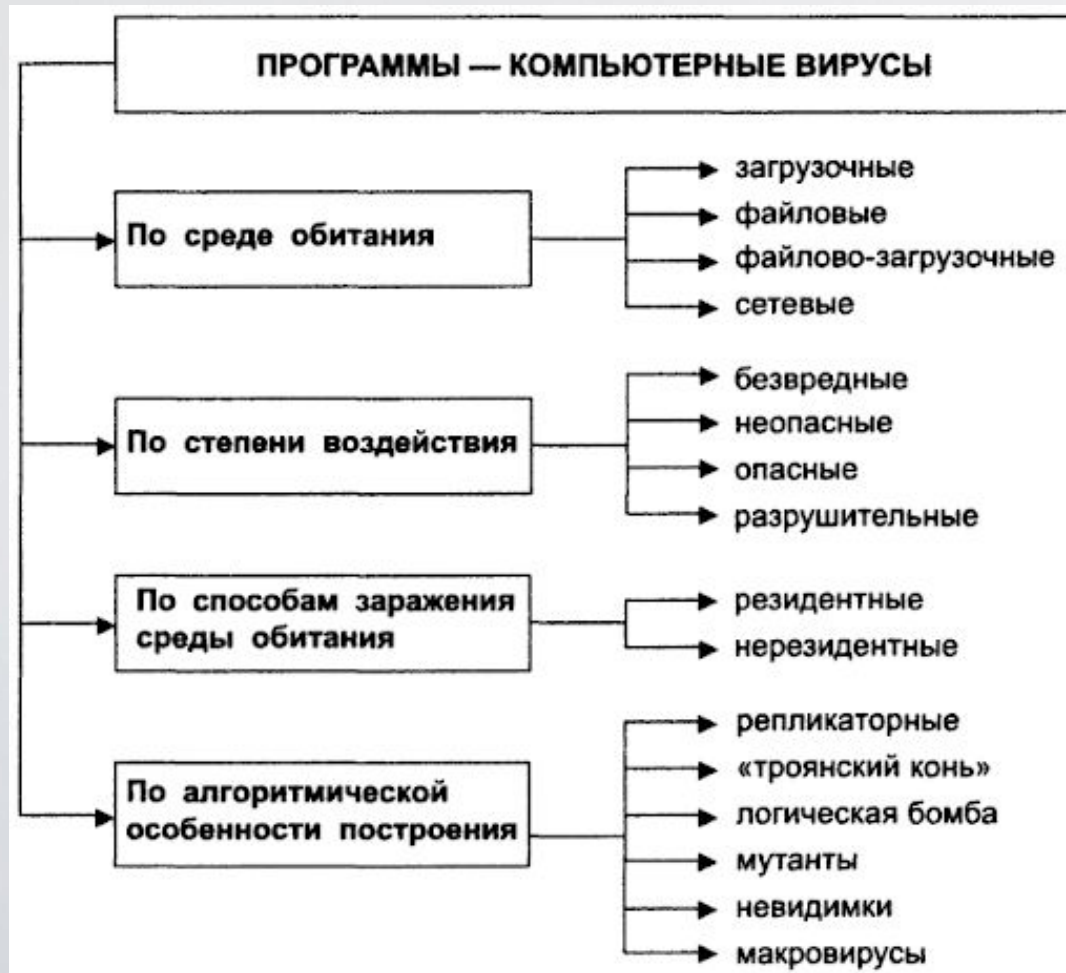 ПРОГРАММЫ — КОМПЬЮТЕРНЫЕ ВИРУСЫ
По среде обитания
загрузочные
файловые
файлово-загрузочные
сетевые
По степени воздействия
безвредные
неопасные
опасные
разрушительные
По способам заражения
среды обитания
резидентные
нерезидентные
По алгоритмической
особенности построения
репликаторные
«троянский конь»
логическая бомба
мутанты
невидимки
макровирусы